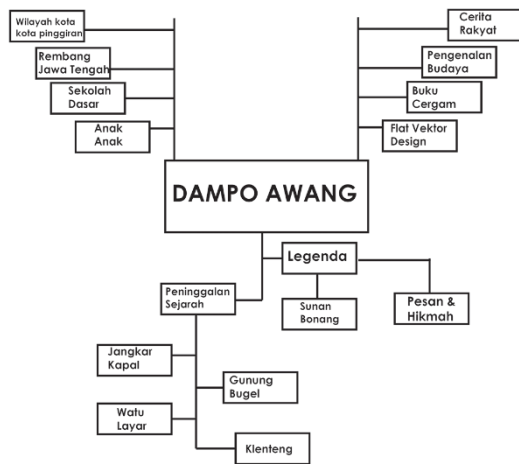 Wilayah kota
kota pinggiran
Rembang
Jawa Tengah
Sekolah
Dasar
Anak
Anak
Cerita
Rakyat
Pengenalan
Budaya
Buku
Cergam
Flat Vektor
Design
DAMPO AWANG
Legenda
Peninggalan
Sejarah
Sunan
Bonang
Pesan &
Hikmah
Jangkar
Kapal
Gunung
Bugel
Watu
Layar
Klenteng